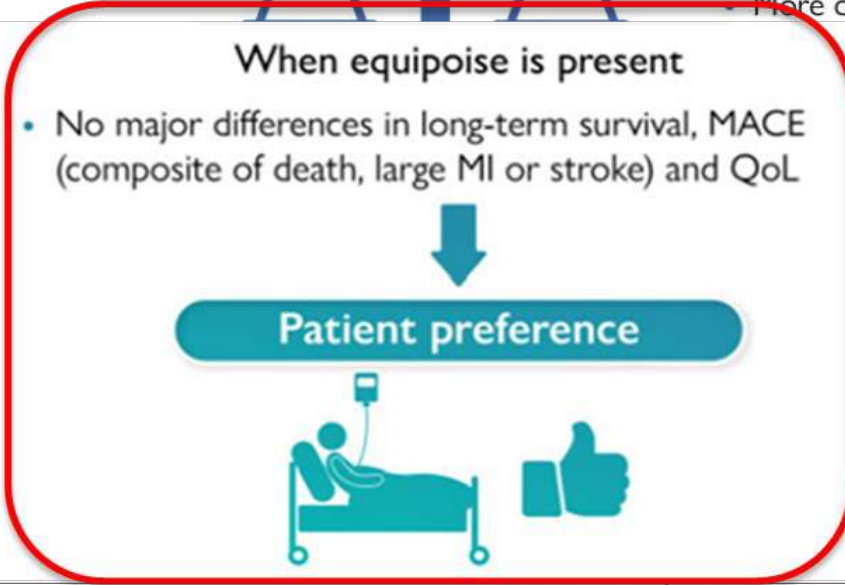 • More
When equipoise is present
• No major differences in long-term survival, MACE
(composite of death, large MI or stroke) and QoL
Patient preference